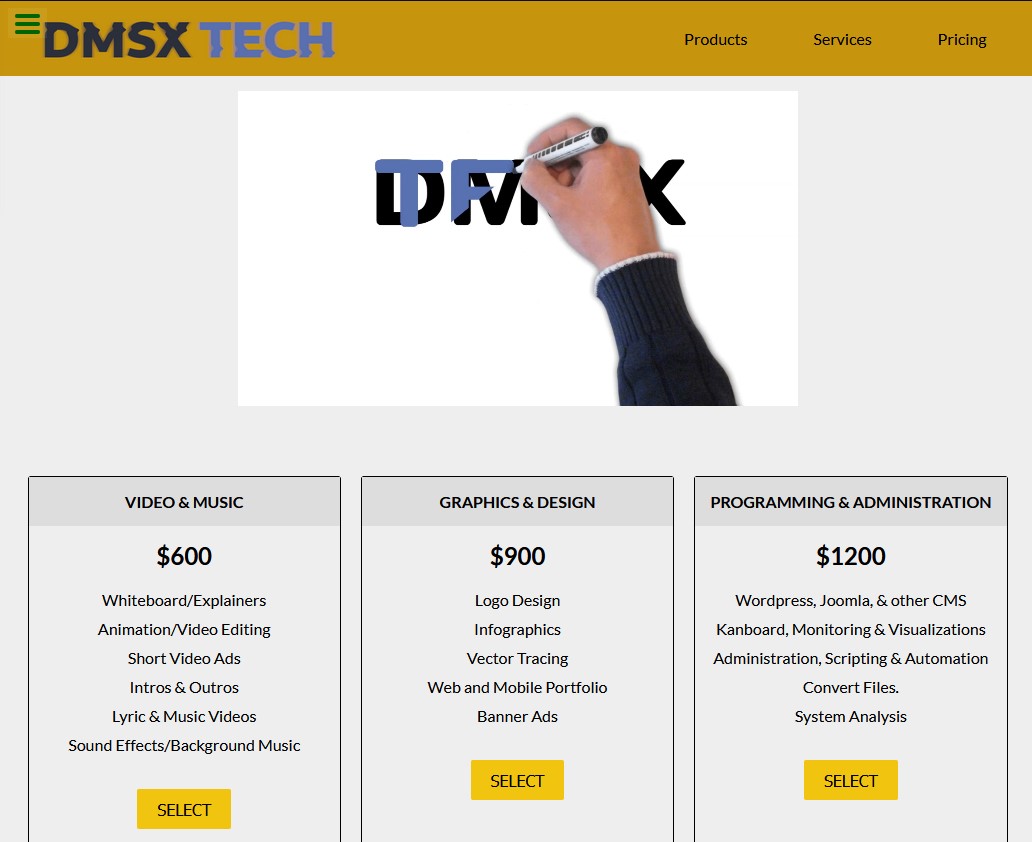 DMSX TECH
Products Services Pricing
VIDEO & MUSIC
$600
Whiteboard/Explainers
Animation/Video Editing
Short Video Ads
Intros & Outros
Lyric & Music Videos
Sound Effects/Background Music
SELECT
GRAPHICS & DESIGN
$900
Logo Design
Infographics
Vector Tracing
Web and Mobile Portfolio
Banner Ads
SELECT
PROGRAMMING & ADMINISTRATION
$1200
Wordpress, Joomla, & other CMS
Kanboard, Monitoring & Visualizations
Administration, Scripting & Automation
Convert Files.
System Analysis
SELECT